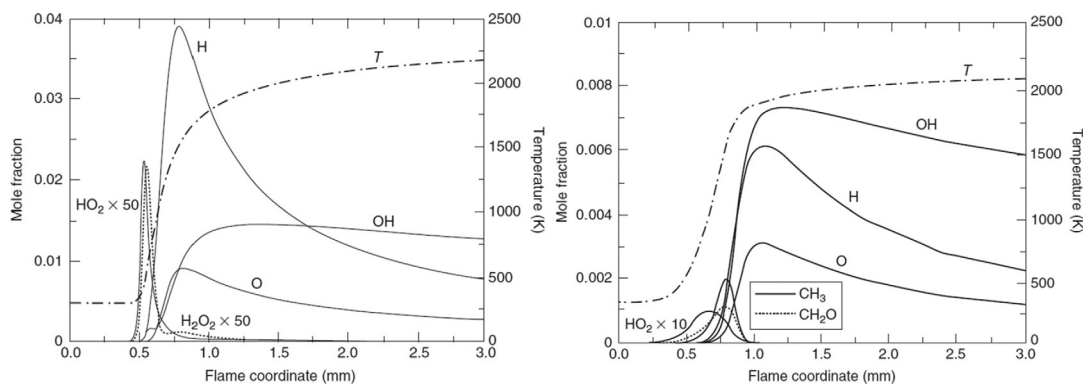 0.04
0.03
0.02
0.01
0
Mole fraction
0.0
0.5
1.0
1.5
2.0
2.5
3.0
Flame coordinate (mm)
2500
2000
1500
1000
500
0
Temperature (K)
H
T
HO₂ × 50
OH
O
H₂O₂ × 50
0.01
0.008
0.006
0.004
0.002
0
Mole fraction
0.0
0.5
1.0
1.5
2.0
2.5
3.0
Flame coordinate (mm)
2500
2000
1500
1000
500
0
Temperature (K)
T
OH
H
O
HO₂ × 10
CH₃
CH₂O